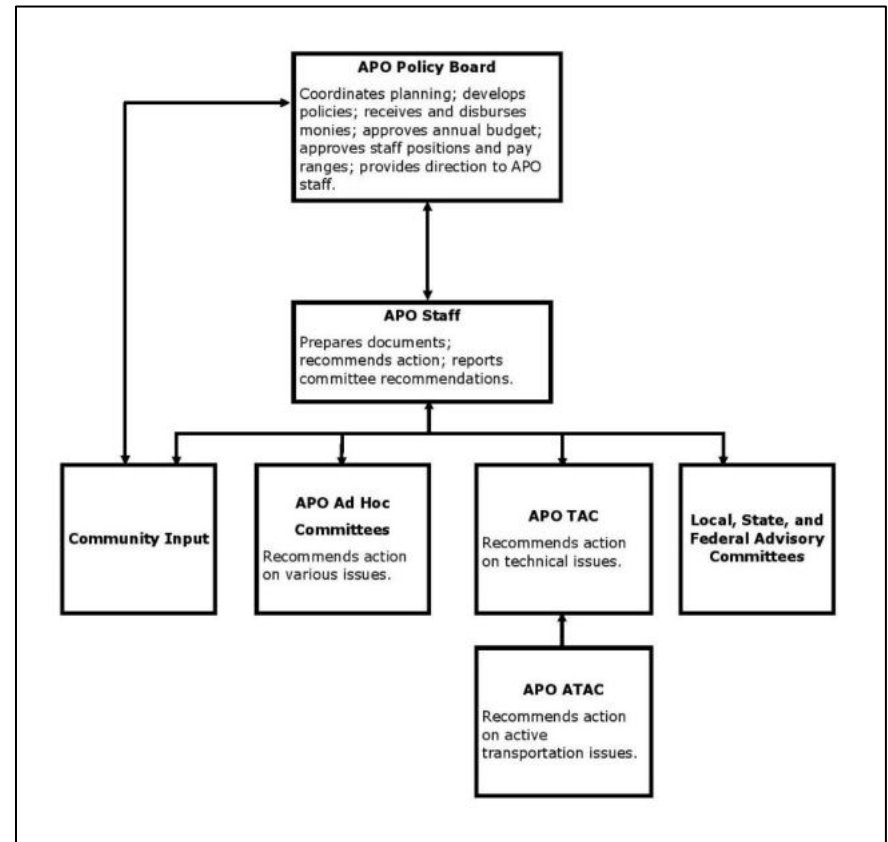 APO Policy Board
Coordinates planning; develops
policies; receives and disburses
monies; approves annual budget;
approves staff positions and pay
ranges; provides direction to APO
staff.
APO Staff
Prepares documents;
recommends action; reports
committee recommendations.
Community Input
APO Ad Hoc
Committees
Recommends action
on various issues.
APO TAC
Recommends action
on technical issues.
Local, State, and
Federal Advisory
Committees
APO ATAC
Recommends action
on active
transportation issues.